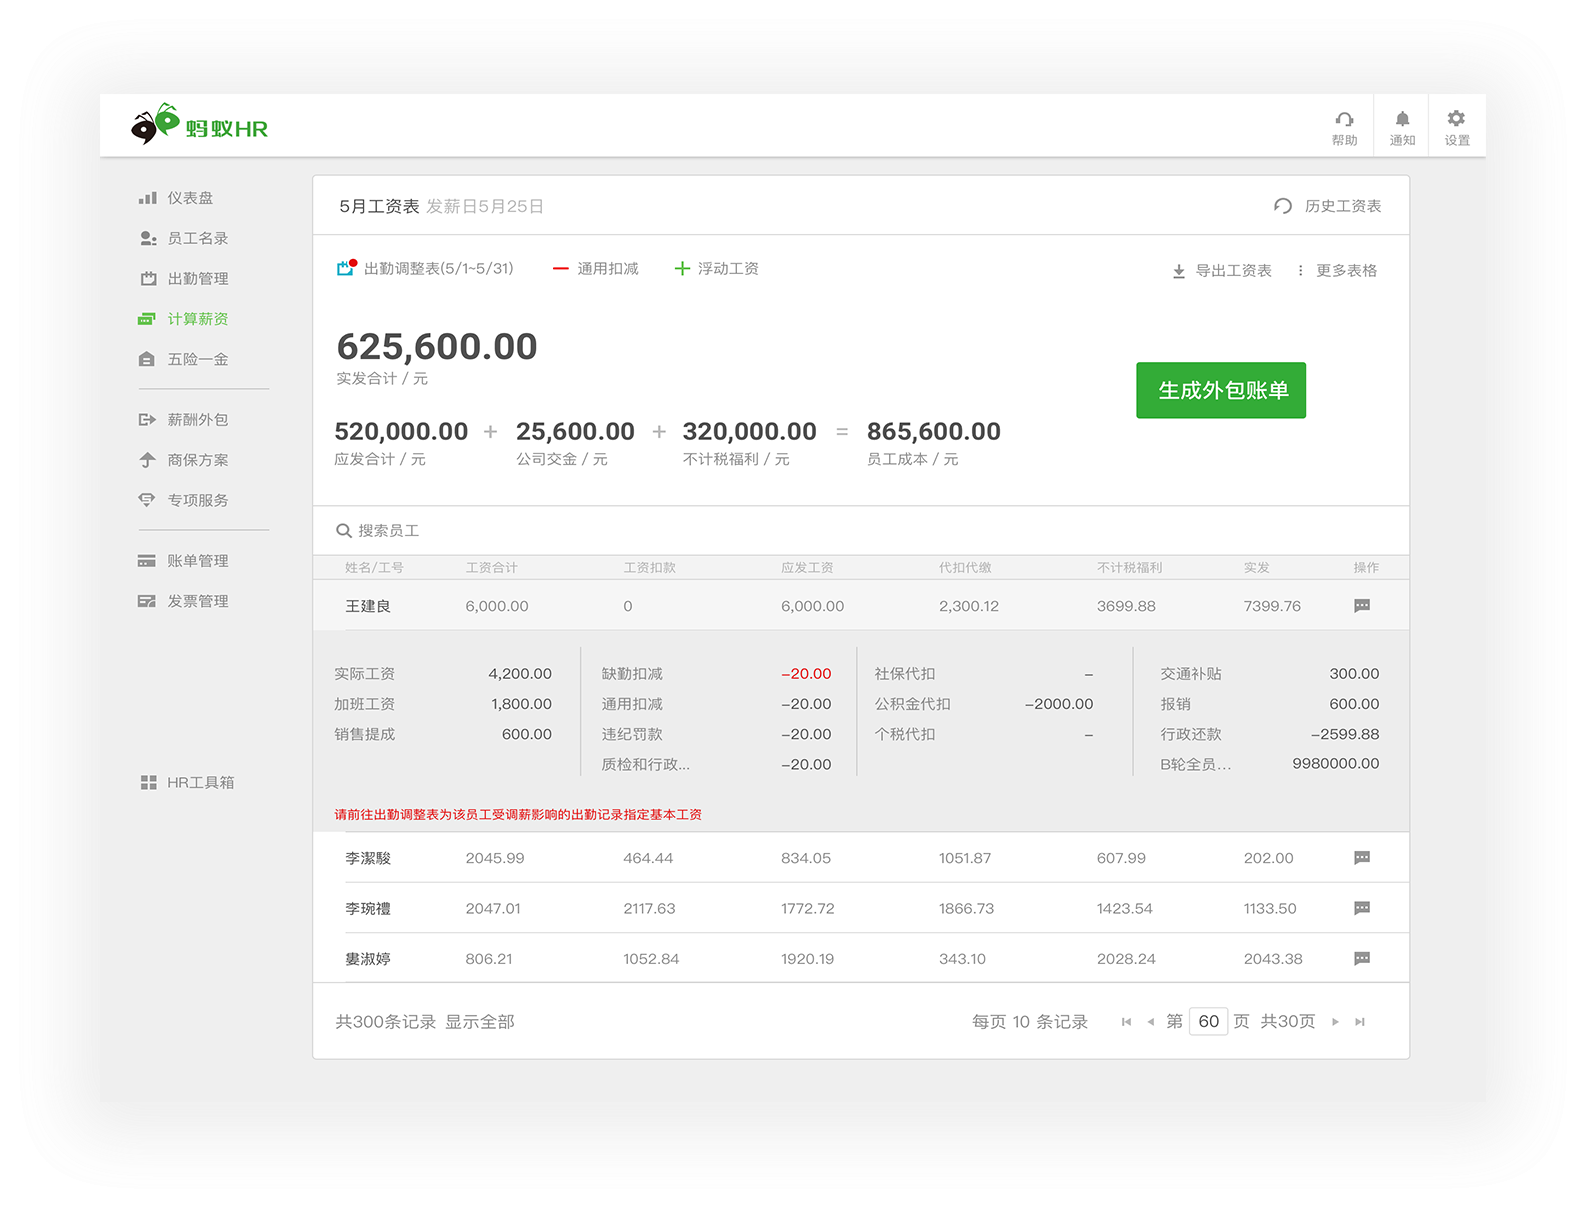 蚂蚁HR
帮助 通知 设置
仪表盘
员工名录
出勤管理
计算薪资
五险一金
薪酬外包
商保方案
专项服务
账单管理
发票管理
HR工具箱
5月工资表 发薪日5月25日 历史工资表
出勤调整表(5/1~5/31) 通用扣减 浮动工资 导出工资表 更多表格
625,600.00
实发合计 / 元
生成外包账单
520,000.00 + 25,600.00 + 320,000.00 = 865,600.00
应发合计 / 元 公司交金 / 元 不计税福利 / 元 员工成本 / 元
搜索员工
姓名/工号 工资合计 工资扣款 应发工资 代扣代缴 不计税福利 实发 操作
王建良 6,000.00 0 6,000.00 2,300.12 3699.88 7399.76
实际工资 4,200.00 缺勤扣减 –20.00 社保代扣 – 交通补贴 300.00
加班工资 1,800.00 通用扣减 –20.00 公积金代扣 –2000.00 报销 600.00
销售提成 600.00 违纪罚款 –20.00 个税代扣 – 行政还款 –2599.88
质检和行政... –20.00 B轮全员... 9980000.00
请前往出勤调整表为该员工受调薪影响的出勤记录指定基本工资
李潔駿 2045.99 464.44 834.05 1051.87 607.99 202.00
李琬禮 2047.01 2117.63 1772.72 1866.73 1423.54 1133.50
婁淑婷 806.21 1052.84 1920.19 343.10 2028.24 2043.38
共300条记录 显示全部 每页 10 条记录 第 60 页 共30页